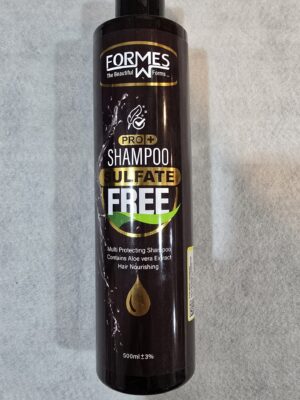 FORMES
The Beautiful Forms
PRO+
SHAMPOO
SULFATE
FREE
Multi Protecting Shampoo
Contains Aloe vera Extract
Hair Nourishing
500ml±3%